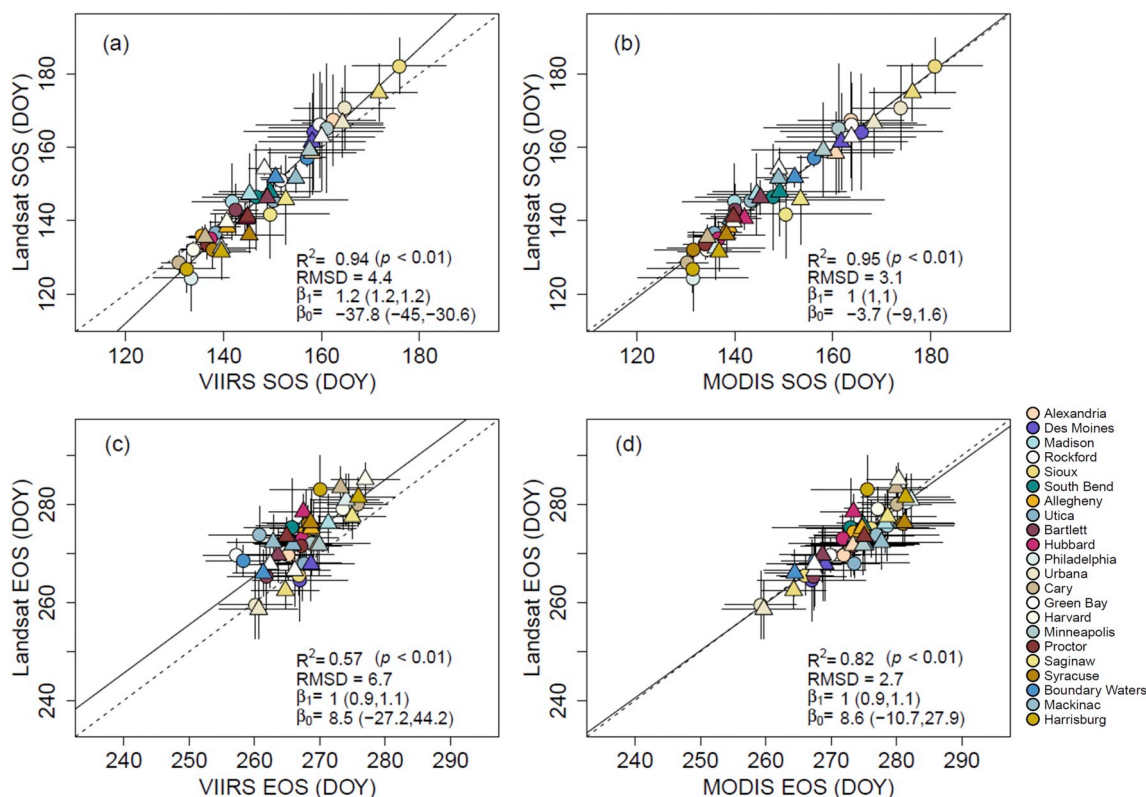 (a)
Landsat SOS (DOY)
180
160
140
120
R² = 0.94 (p < 0.01)
RMSD = 4.4
β₁= 1.2 (1.2,1.2)
β₀= −37.8 (−45,−30.6)
120 140 160 180
VIIRS SOS (DOY)
(b)
Landsat SOS (DOY)
180
160
140
120
R² = 0.95 (p < 0.01)
RMSD = 3.1
β₁= 1 (1,1)
β₀= −3.7 (−9,1.6)
120 140 160 180
MODIS SOS (DOY)
(c)
Landsat EOS (DOY)
280
260
240
R²= 0.57 (p < 0.01)
RMSD = 6.7
β₁= 1 (0.9,1.1)
β₀= 8.5 (−27.2,44.2)
240 250 260 270 280 290
VIIRS EOS (DOY)
(d)
Landsat EOS (DOY)
280
260
240
R²= 0.82 (p < 0.01)
RMSD = 2.7
β₁= 1 (0.9,1.1)
β₀= 8.6 (−10.7,27.9)
240 250 260 270 280 290
MODIS EOS (DOY)
Alexandria
Des Moines
Madison
Rockford
Sioux
South Bend
Allegheny
Utica
Bartlett
Hubbard
Philadelphia
Urbana
Cary
Green Bay
Harvard
Minneapolis
Proctor
Saginaw
Syracuse
Boundary Waters
Mackinac
Harrisburg